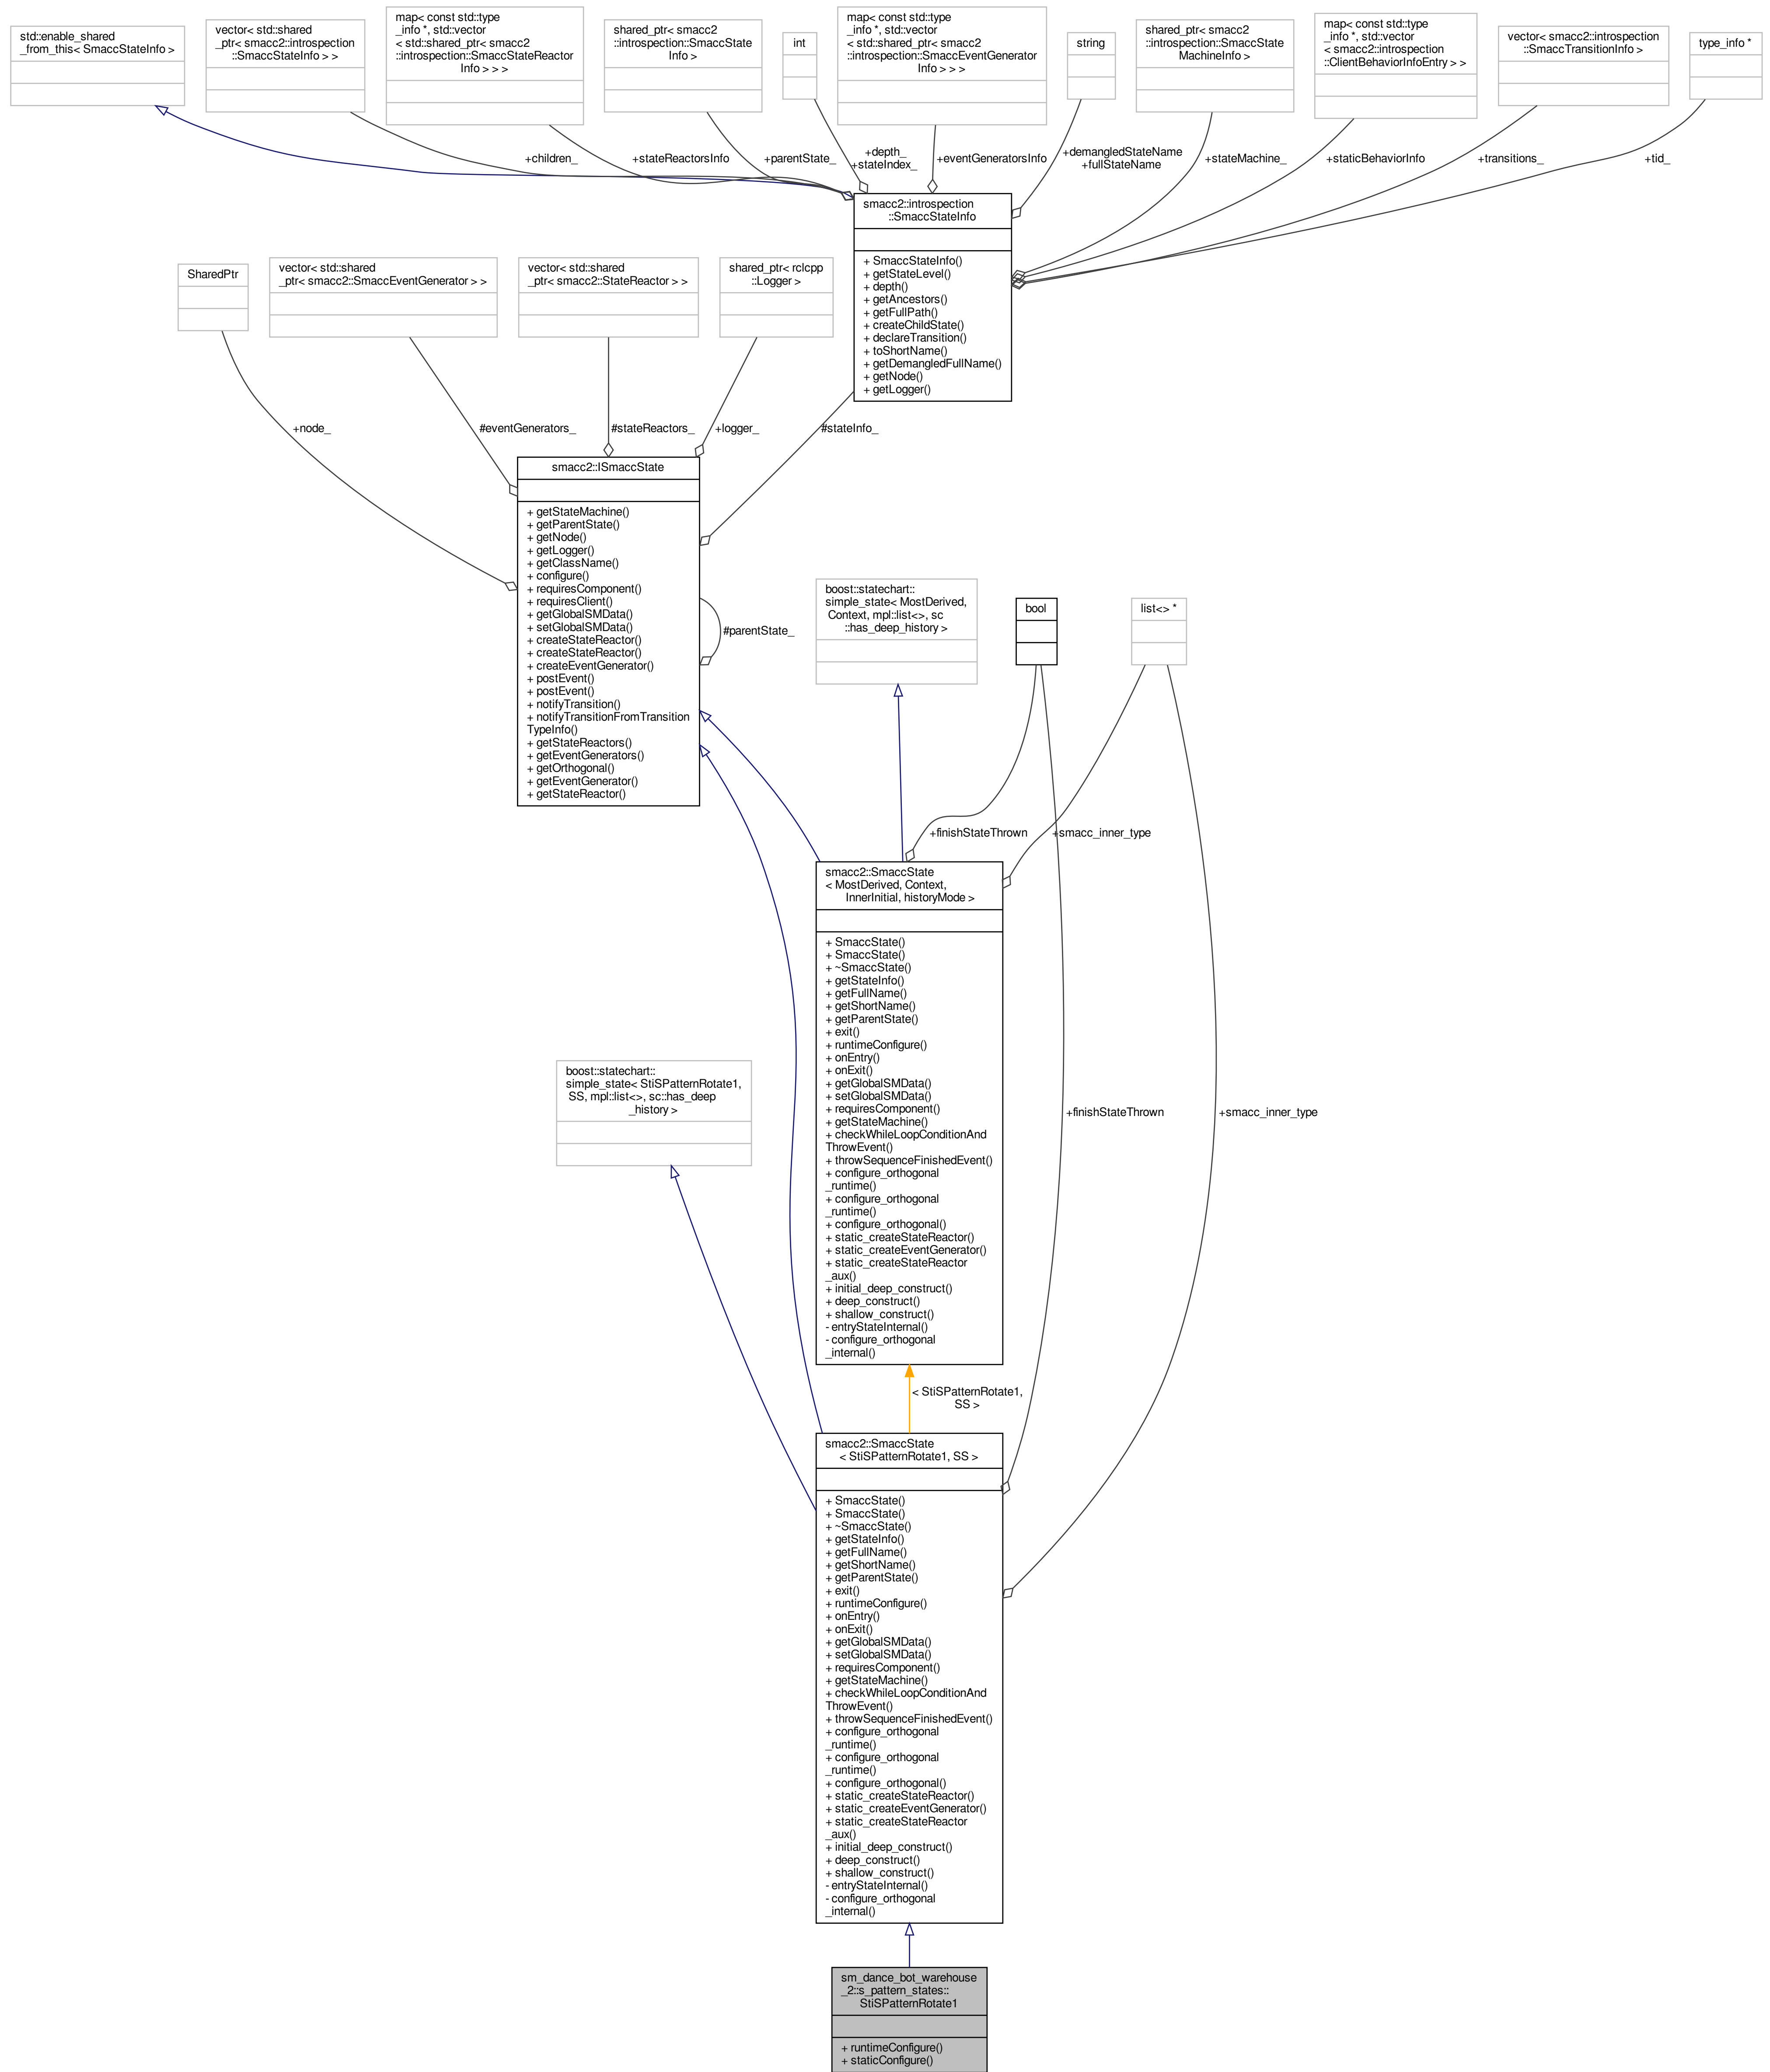 std::enable_shared
_from_this< SmaccStateInfo >
vector< std::shared
_ptr< smacc2::introspection
::SmaccStateInfo > >
map< const std::type
_info *, std::vector
< std::shared_ptr< smacc2
::introspection::SmaccStateReactor
Info > > >
shared_ptr< smacc2
::introspection::SmaccState
Info >
int
map< const std::type
_info *, std::vector
< std::shared_ptr< smacc2
::introspection::SmaccEventGenerator
Info > > >
string
shared_ptr< smacc2
::introspection::SmaccState
MachineInfo >
map< const std::type
_info *, std::vector
< smacc2::introspection
::ClientBehaviorInfoEntry > >
vector< smacc2::introspection
::SmaccTransitionInfo >
type_info *
+children_
+stateReactorsInfo
+parentState_
+depth_
+stateIndex_
+eventGeneratorsInfo
+demangledStateName
+fullStateName
+stateMachine_
+staticBehaviorInfo
+transitions_
+tid_
smacc2::introspection
::SmaccStateInfo
+ SmaccStateInfo()
+ getStateLevel()
+ depth()
+ getAncestors()
+ getFullPath()
+ createChildState()
+ declareTransition()
+ toShortName()
+ getDemangledFullName()
+ getNode()
+ getLogger()
SharedPtr
vector< std::shared
_ptr< smacc2::SmaccEventGenerator > >
vector< std::shared
_ptr< smacc2::StateReactor > >
shared_ptr< rclcpp
::Logger >
+node_
#eventGenerators_
#stateReactors_
+logger_
#stateInfo_
smacc2::ISmaccState
+ getStateMachine()
+ getParentState()
+ getNode()
+ getLogger()
+ getClassName()
+ configure()
+ requiresComponent()
+ requiresClient()
+ getGlobalSMData()
+ setGlobalSMData()
+ createStateReactor()
+ createStateReactor()
+ createEventGenerator()
+ postEvent()
+ postEvent()
+ notifyTransition()
+ notifyTransitionFromTransition
TypeInfo()
+ getStateReactors()
+ getEventGenerators()
+ getOrthogonal()
+ getEventGenerator()
+ getStateReactor()
#parentState_
boost::statechart::
simple_state< MostDerived,
Context, mpl::list<>, sc
::has_deep_history >
bool
list<> *
+finishStateThrown
+smacc_inner_type
smacc2::SmaccState
< MostDerived, Context,
InnerInitial, historyMode >
+ SmaccState()
+ SmaccState()
+ ~SmaccState()
+ getStateInfo()
+ getFullName()
+ getShortName()
+ getParentState()
+ exit()
+ runtimeConfigure()
+ onEntry()
+ onExit()
+ getGlobalSMData()
+ setGlobalSMData()
+ requiresComponent()
+ getStateMachine()
+ checkWhileLoopConditionAnd
ThrowEvent()
+ throwSequenceFinishedEvent()
+ configure_orthogonal
_runtime()
+ configure_orthogonal
_runtime()
+ configure_orthogonal()
+ static_createStateReactor()
+ static_createEventGenerator()
+ static_createStateReactor
_aux()
+ initial_deep_construct()
+ deep_construct()
+ shallow_construct()
- entryStateInternal()
- configure_orthogonal
_internal()
boost::statechart::
simple_state< StiSPatternRotate1,
SS, mpl::list<>, sc::has_deep
_history >
+finishStateThrown
+smacc_inner_type
< StiSPatternRotate1,
SS >
smacc2::SmaccState
< StiSPatternRotate1, SS >
+ SmaccState()
+ SmaccState()
+ ~SmaccState()
+ getStateInfo()
+ getFullName()
+ getShortName()
+ getParentState()
+ exit()
+ runtimeConfigure()
+ onEntry()
+ onExit()
+ getGlobalSMData()
+ setGlobalSMData()
+ requiresComponent()
+ getStateMachine()
+ checkWhileLoopConditionAnd
ThrowEvent()
+ throwSequenceFinishedEvent()
+ configure_orthogonal
_runtime()
+ configure_orthogonal
_runtime()
+ configure_orthogonal()
+ static_createStateReactor()
+ static_createEventGenerator()
+ static_createStateReactor
_aux()
+ initial_deep_construct()
+ deep_construct()
+ shallow_construct()
- entryStateInternal()
- configure_orthogonal
_internal()
sm_dance_bot_warehouse
_2::s_pattern_states::
StiSPatternRotate1
+ runtimeConfigure()
+ staticConfigure()